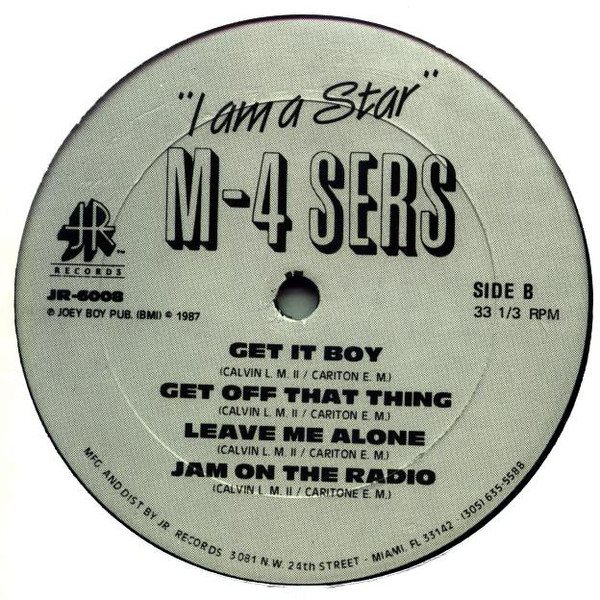 "I am a Star"
M-4 SERS
JR
RECORDS
TM
JR-6008
℗ JOEY BOY PUB. (BMI) © 1987
SIDE B
33 1/3 RPM
GET IT BOY
(CALVIN L. M. II / CARITON E. M.)
GET OFF THAT THING
(CALVIN L. M. II / CARITON E. M.)
LEAVE ME ALONE
(CALVIN L. M. II / CARITON E. M.)
JAM ON THE RADIO
(CALVIN L. M. II / CARITONE E. M.)
MFG. AND DIST BY JR. RECORDS 3081 N.W. 24th STREET - MIAMI, FL 33142 (305) 635-5588